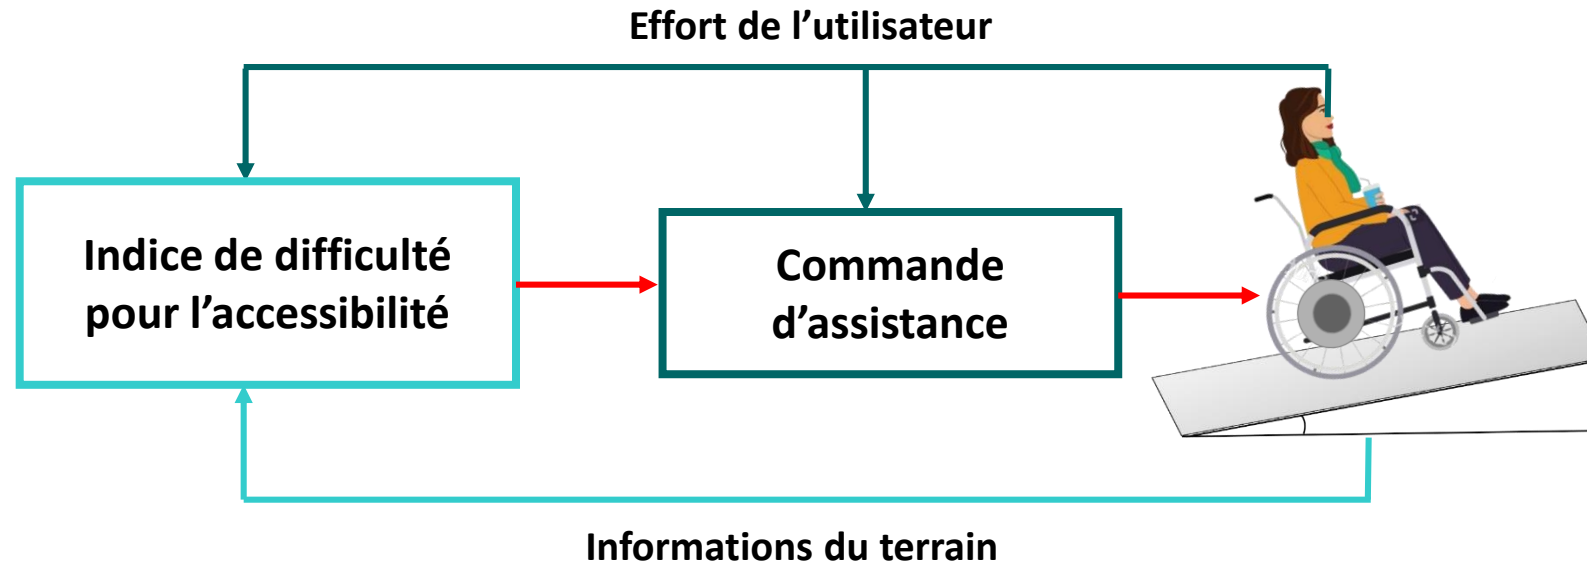 Effort de l’utilisateur
Indice de difficulté
pour l’accessibilité
Commande
d’assistance
Informations du terrain